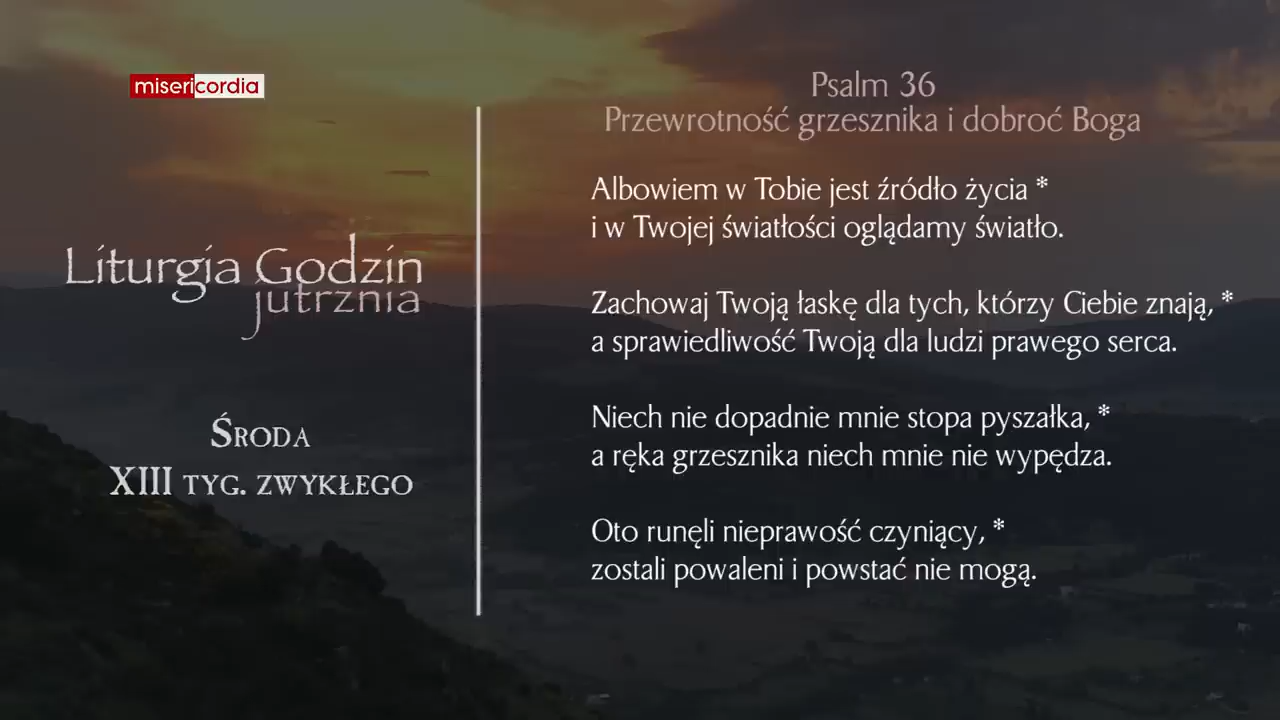 misericordia
Liturgia Godzin
jutrznia
Środa
XIII tyg. zwykłego
Psalm 36
Przewrotność grzesznika i dobroć Boga
Albowiem w Tobie jest źródło życia *
i w Twojej światłości oglądamy światło.
Zachowaj Twoją łaskę dla tych, którzy Ciebie znają, *
a sprawiedliwość Twoją dla ludzi prawego serca.
Niech nie dopadnie mnie stopa pyszałka, *
a ręka grzesznika niech mnie nie wypędza.
Oto runęli nieprawość czyniący, *
zostali powaleni i powstać nie mogą.